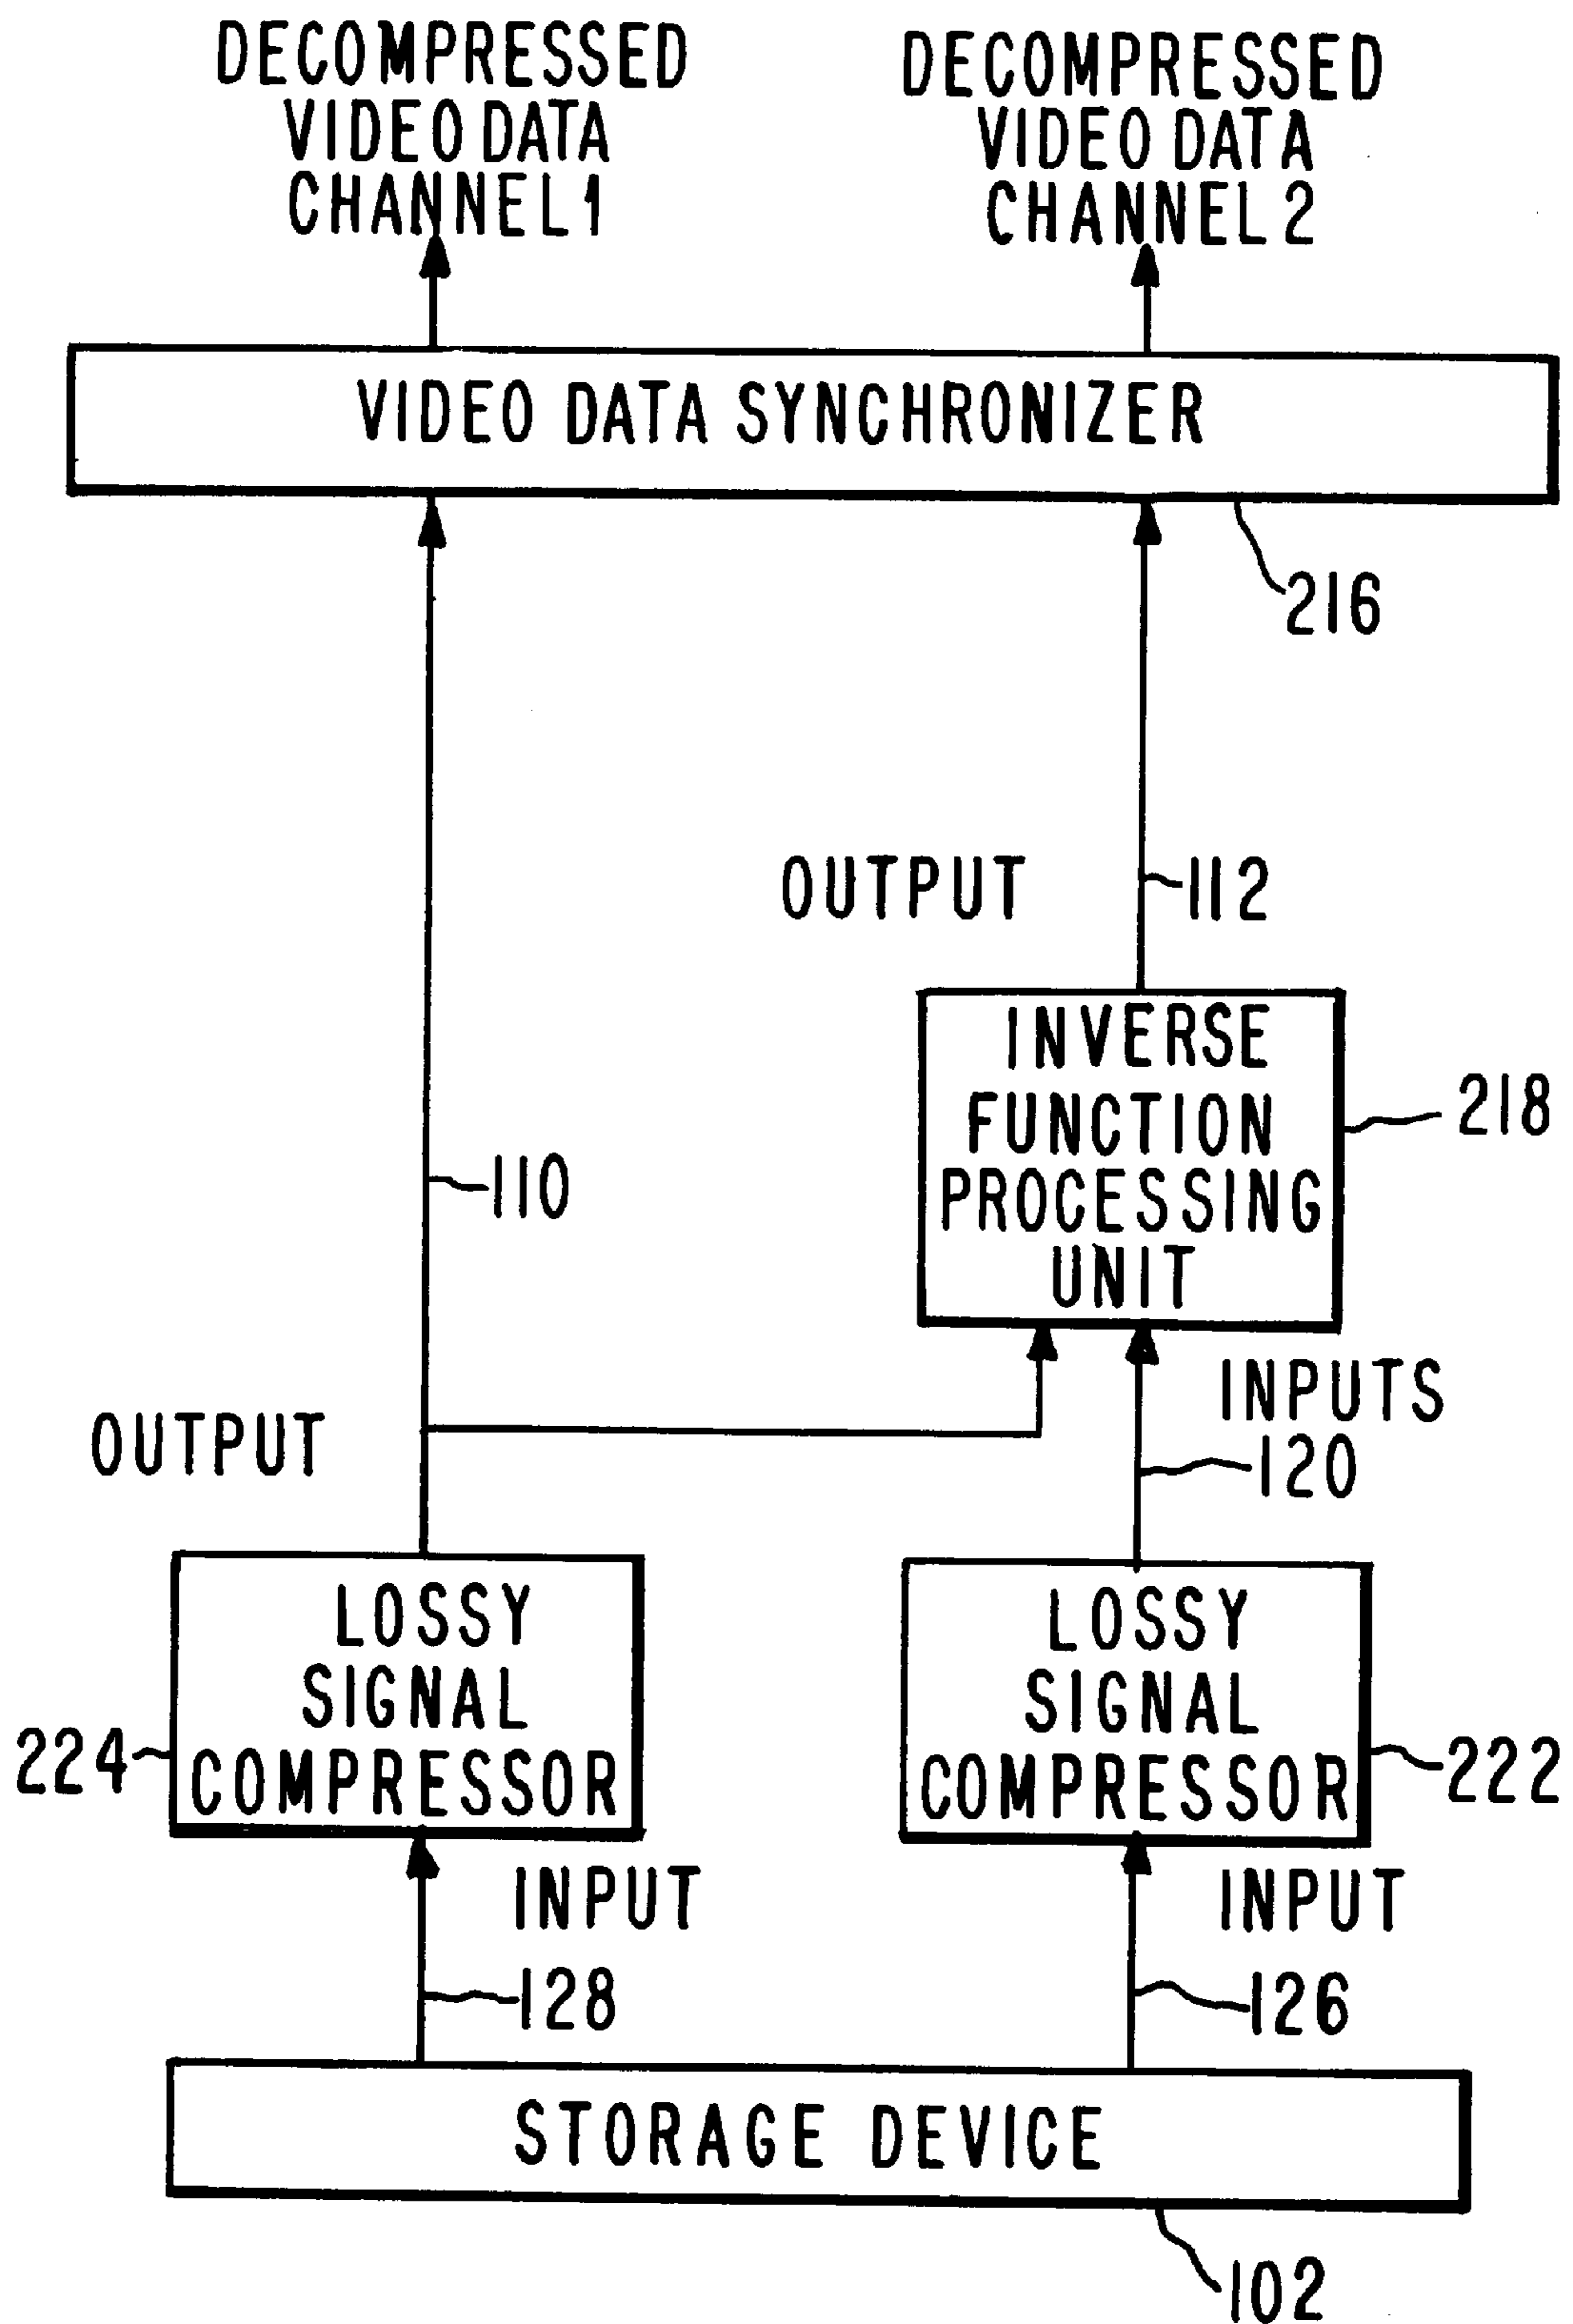 DECOMPRESSED
VIDEO DATA
CHANNEL 1
DECOMPRESSED
VIDEO DATA
CHANNEL 2
VIDEO DATA SYNCHRONIZER
216
OUTPUT
112
INVERSE
FUNCTION
PROCESSING
UNIT
218
110
INPUTS
120
OUTPUT
LOSSY
SIGNAL
COMPRESSOR
224
LOSSY
SIGNAL
COMPRESSOR
222
INPUT
128
INPUT
126
STORAGE DEVICE
102